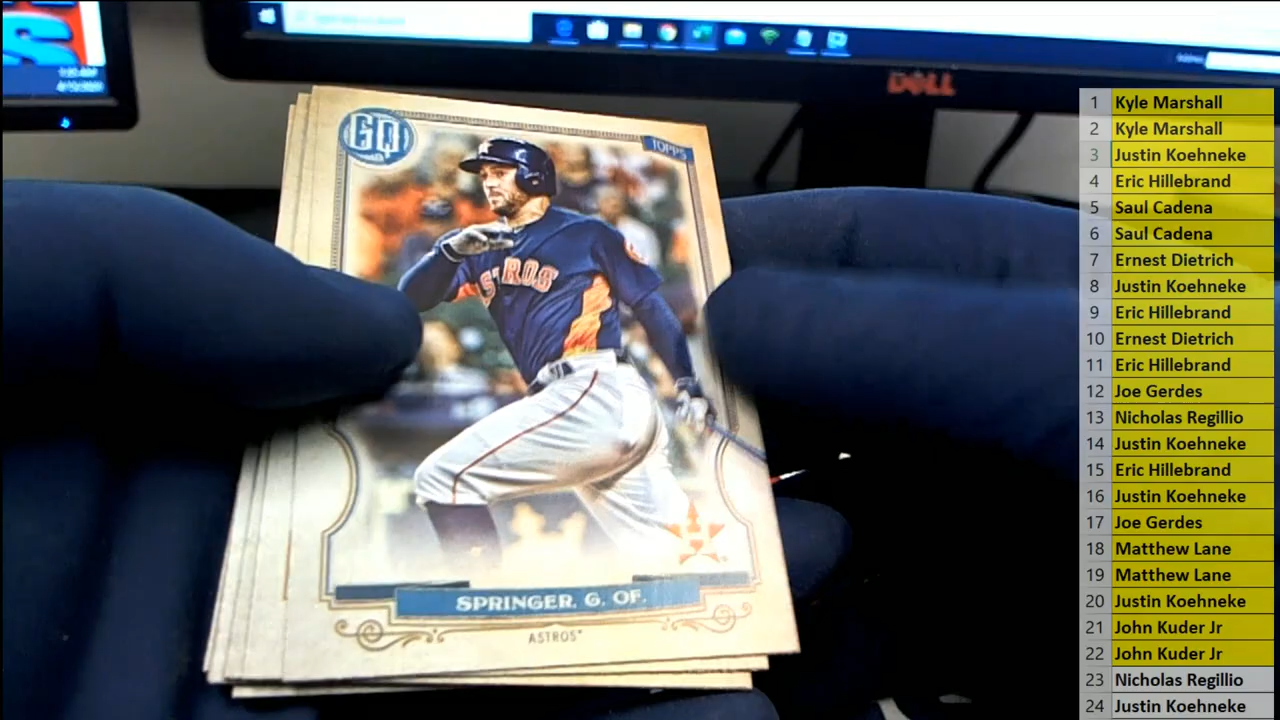 S
DELL
GQ
TOPPS
ASTROS
SPRINGER, G. OF.
ASTROS
1 Kyle Marshall
2 Kyle Marshall
3 Justin Koehneke
4 Eric Hillebrand
5 Saul Cadena
6 Saul Cadena
7 Ernest Dietrich
8 Justin Koehneke
9 Eric Hillebrand
10 Ernest Dietrich
11 Eric Hillebrand
12 Joe Gerdes
13 Nicholas Regillio
14 Justin Koehneke
15 Eric Hillebrand
16 Justin Koehneke
17 Joe Gerdes
18 Matthew Lane
19 Matthew Lane
20 Justin Koehneke
21 John Kuder Jr
22 John Kuder Jr
23 Nicholas Regillio
24 Justin Koehneke